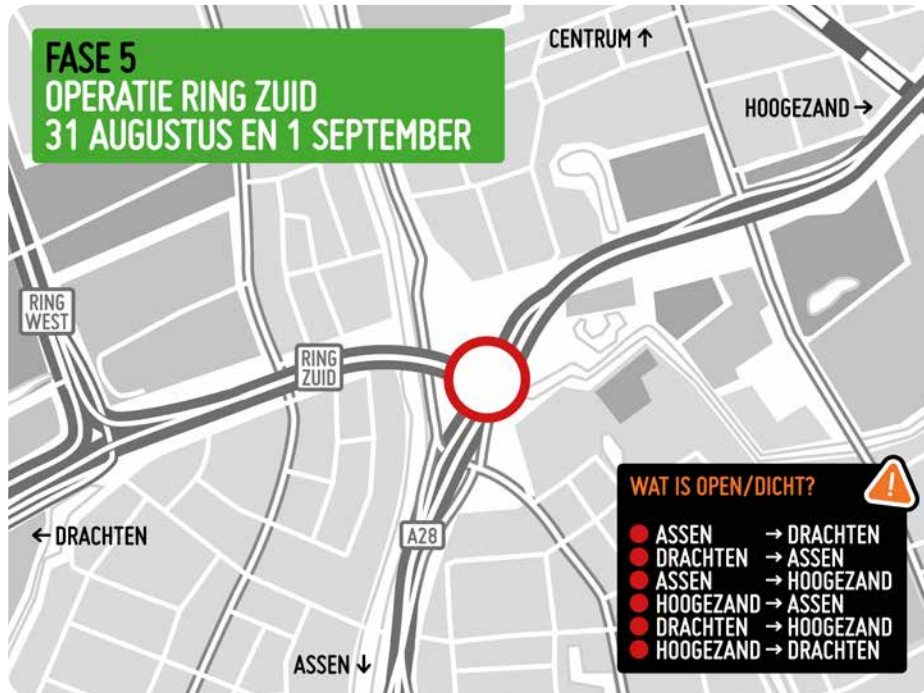 FASE 5
OPERATIE RING ZUID
31 AUGUSTUS EN 1 SEPTEMBER
CENTRUM ↑
HOOGEZAND →
RING
WEST
RING
ZUID
← DRACHTEN
A28
ASSEN ↓
WAT IS OPEN/DICHT?
!
ASSEN → DRACHTEN
DRACHTEN → ASSEN
ASSEN → HOOGEZAND
HOOGEZAND → ASSEN
DRACHTEN → HOOGEZAND
HOOGEZAND → DRACHTEN